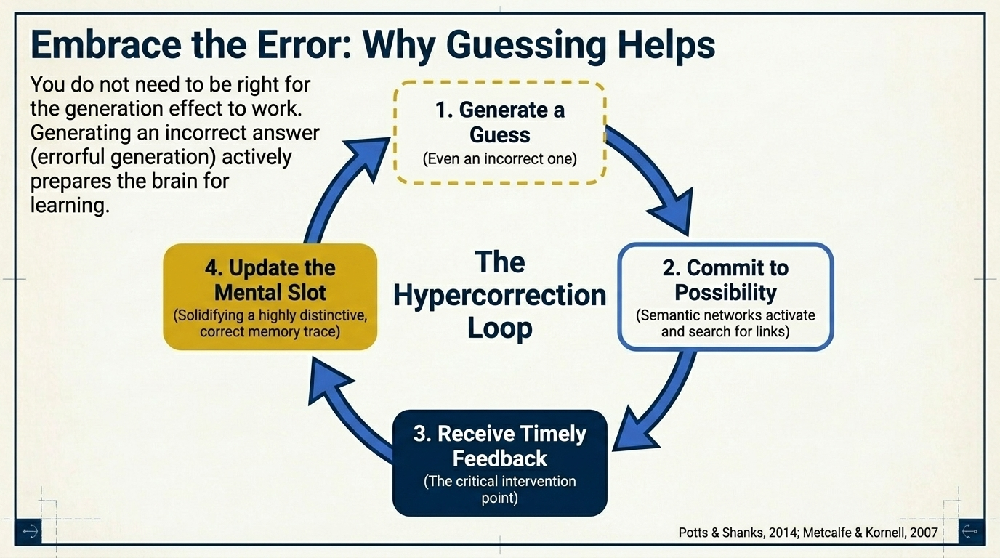 Embrace the Error: Why Guessing Helps
You do not need to be right for
the generation effect to work.
Generating an incorrect answer
(errorful generation) actively
prepares the brain for
learning.
1. Generate a
Guess
(Even an incorrect one)
2. Commit to
Possibility
(Semantic networks activate
and search for links)
3. Receive Timely
Feedback
(The critical intervention
point)
4. Update the
Mental Slot
(Solidifying a highly distinctive,
correct memory trace)
The
Hypercorrection
Loop
Potts & Shanks, 2014; Metcalfe & Kornell, 2007